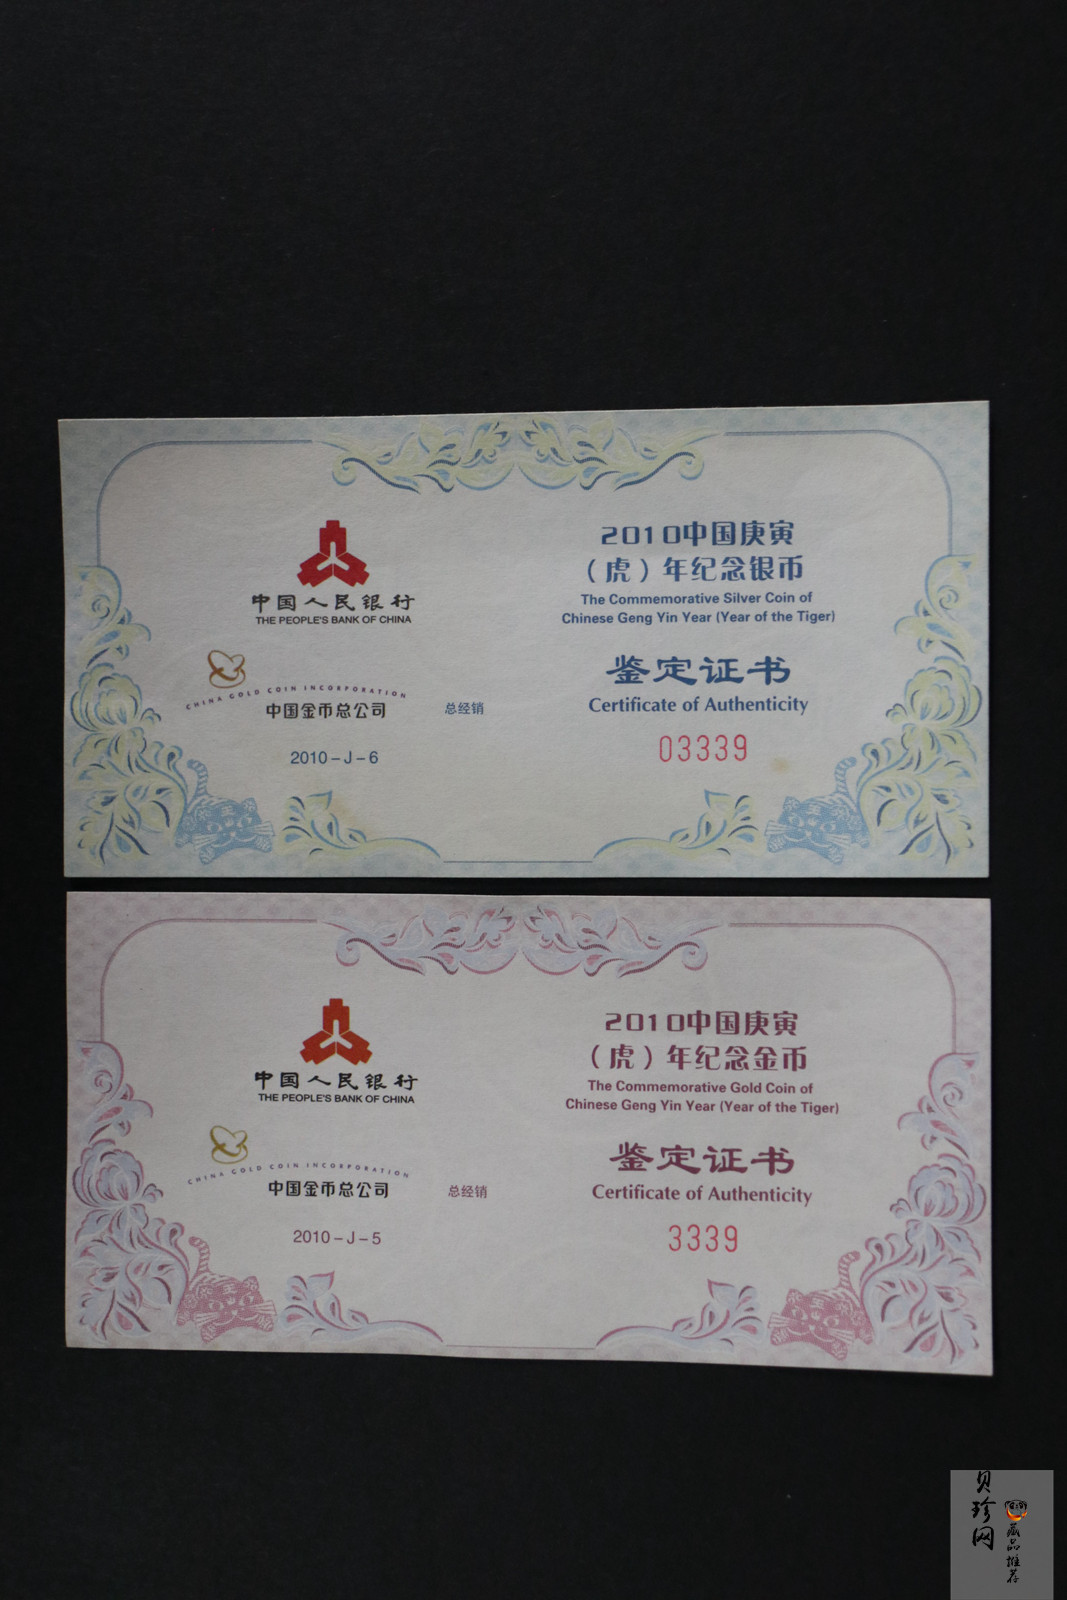 中国人民银行
THE PEOPLE'S BANK OF CHINA
CHINA GOLD COIN INCORPORATION
中国金币总公司
总经销
2010-J-6
2010中国庚寅
（虎）年纪念银币
The Commemorative Silver Coin of
Chinese Geng Yin Year (Year of the Tiger)
鉴定证书
Certificate of Authenticity
03339
王
王
中国人民银行
THE PEOPLE'S BANK OF CHINA
CHINA GOLD COIN INCORPORATION
中国金币总公司
总经销
2010-J-5
2010中国庚寅
（虎）年纪念金币
The Commemorative Gold Coin of
Chinese Geng Yin Year (Year of the Tiger)
鉴定证书
Certificate of Authenticity
3339
王
王
贝珍网
藏品推荐